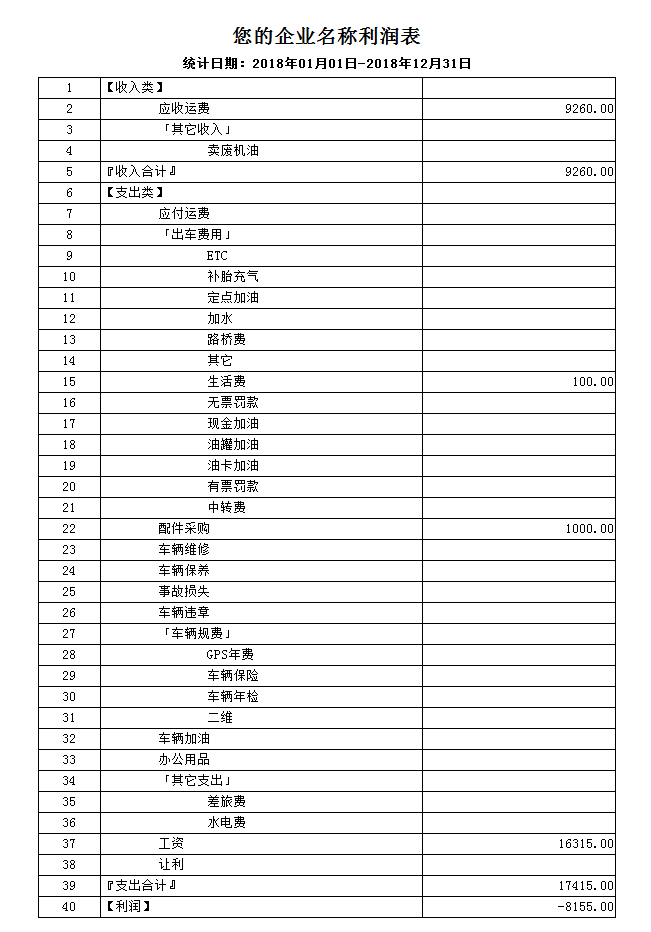 您的企业名称利润表
统计日期：2018年01月01日-2018年12月31日
1 【收入类】
2 应收运费 9260.00
3 「其它收入」
4 卖废机油
5 『收入合计』 9260.00
6 【支出类】
7 应付运费
8 「出车费用」
9 ETC
10 补胎充气
11 定点加油
12 加水
13 路桥费
14 其它
15 生活费 100.00
16 无票罚款
17 现金加油
18 油罐加油
19 油卡加油
20 有票罚款
21 中转费
22 配件采购 1000.00
23 车辆维修
24 车辆保养
25 事故损失
26 车辆违章
27 「车辆规费」
28 GPS年费
29 车辆保险
30 车辆年检
31 二维
32 车辆加油
33 办公用品
34 「其它支出」
35 差旅费
36 水电费
37 工资 16315.00
38 让利
39 『支出合计』 17415.00
40 【利润】 -8155.00